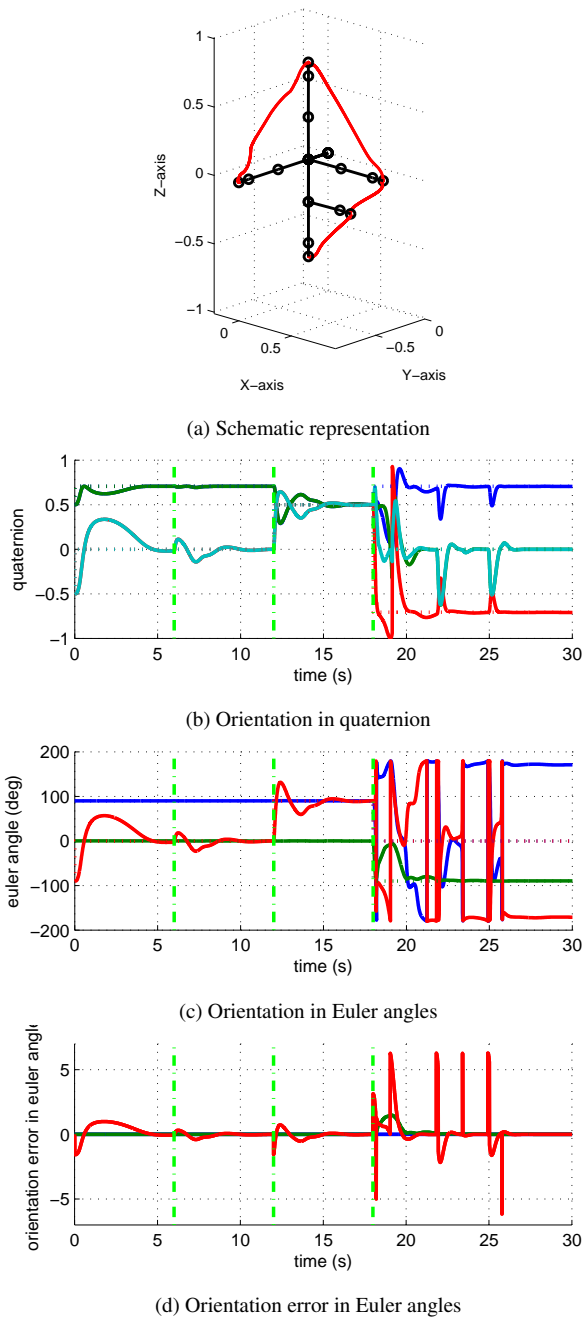 1
0.5
0
−0.5
−1
Z−axis
0
0.5
X−axis
−0.5
0
Y−axis
(a) Schematic representation
1
0.5
0
−0.5
−1
quaternion
0 5 10 15 20 25 30
time (s)
(b) Orientation in quaternion
200
100
0
−100
−200
euler angle (deg)
0 5 10 15 20 25 30
time (s)
(c) Orientation in Euler angles
5
0
−5
orientation error in euler angle
0 5 10 15 20 25 30
time (s)
(d) Orientation error in Euler angles